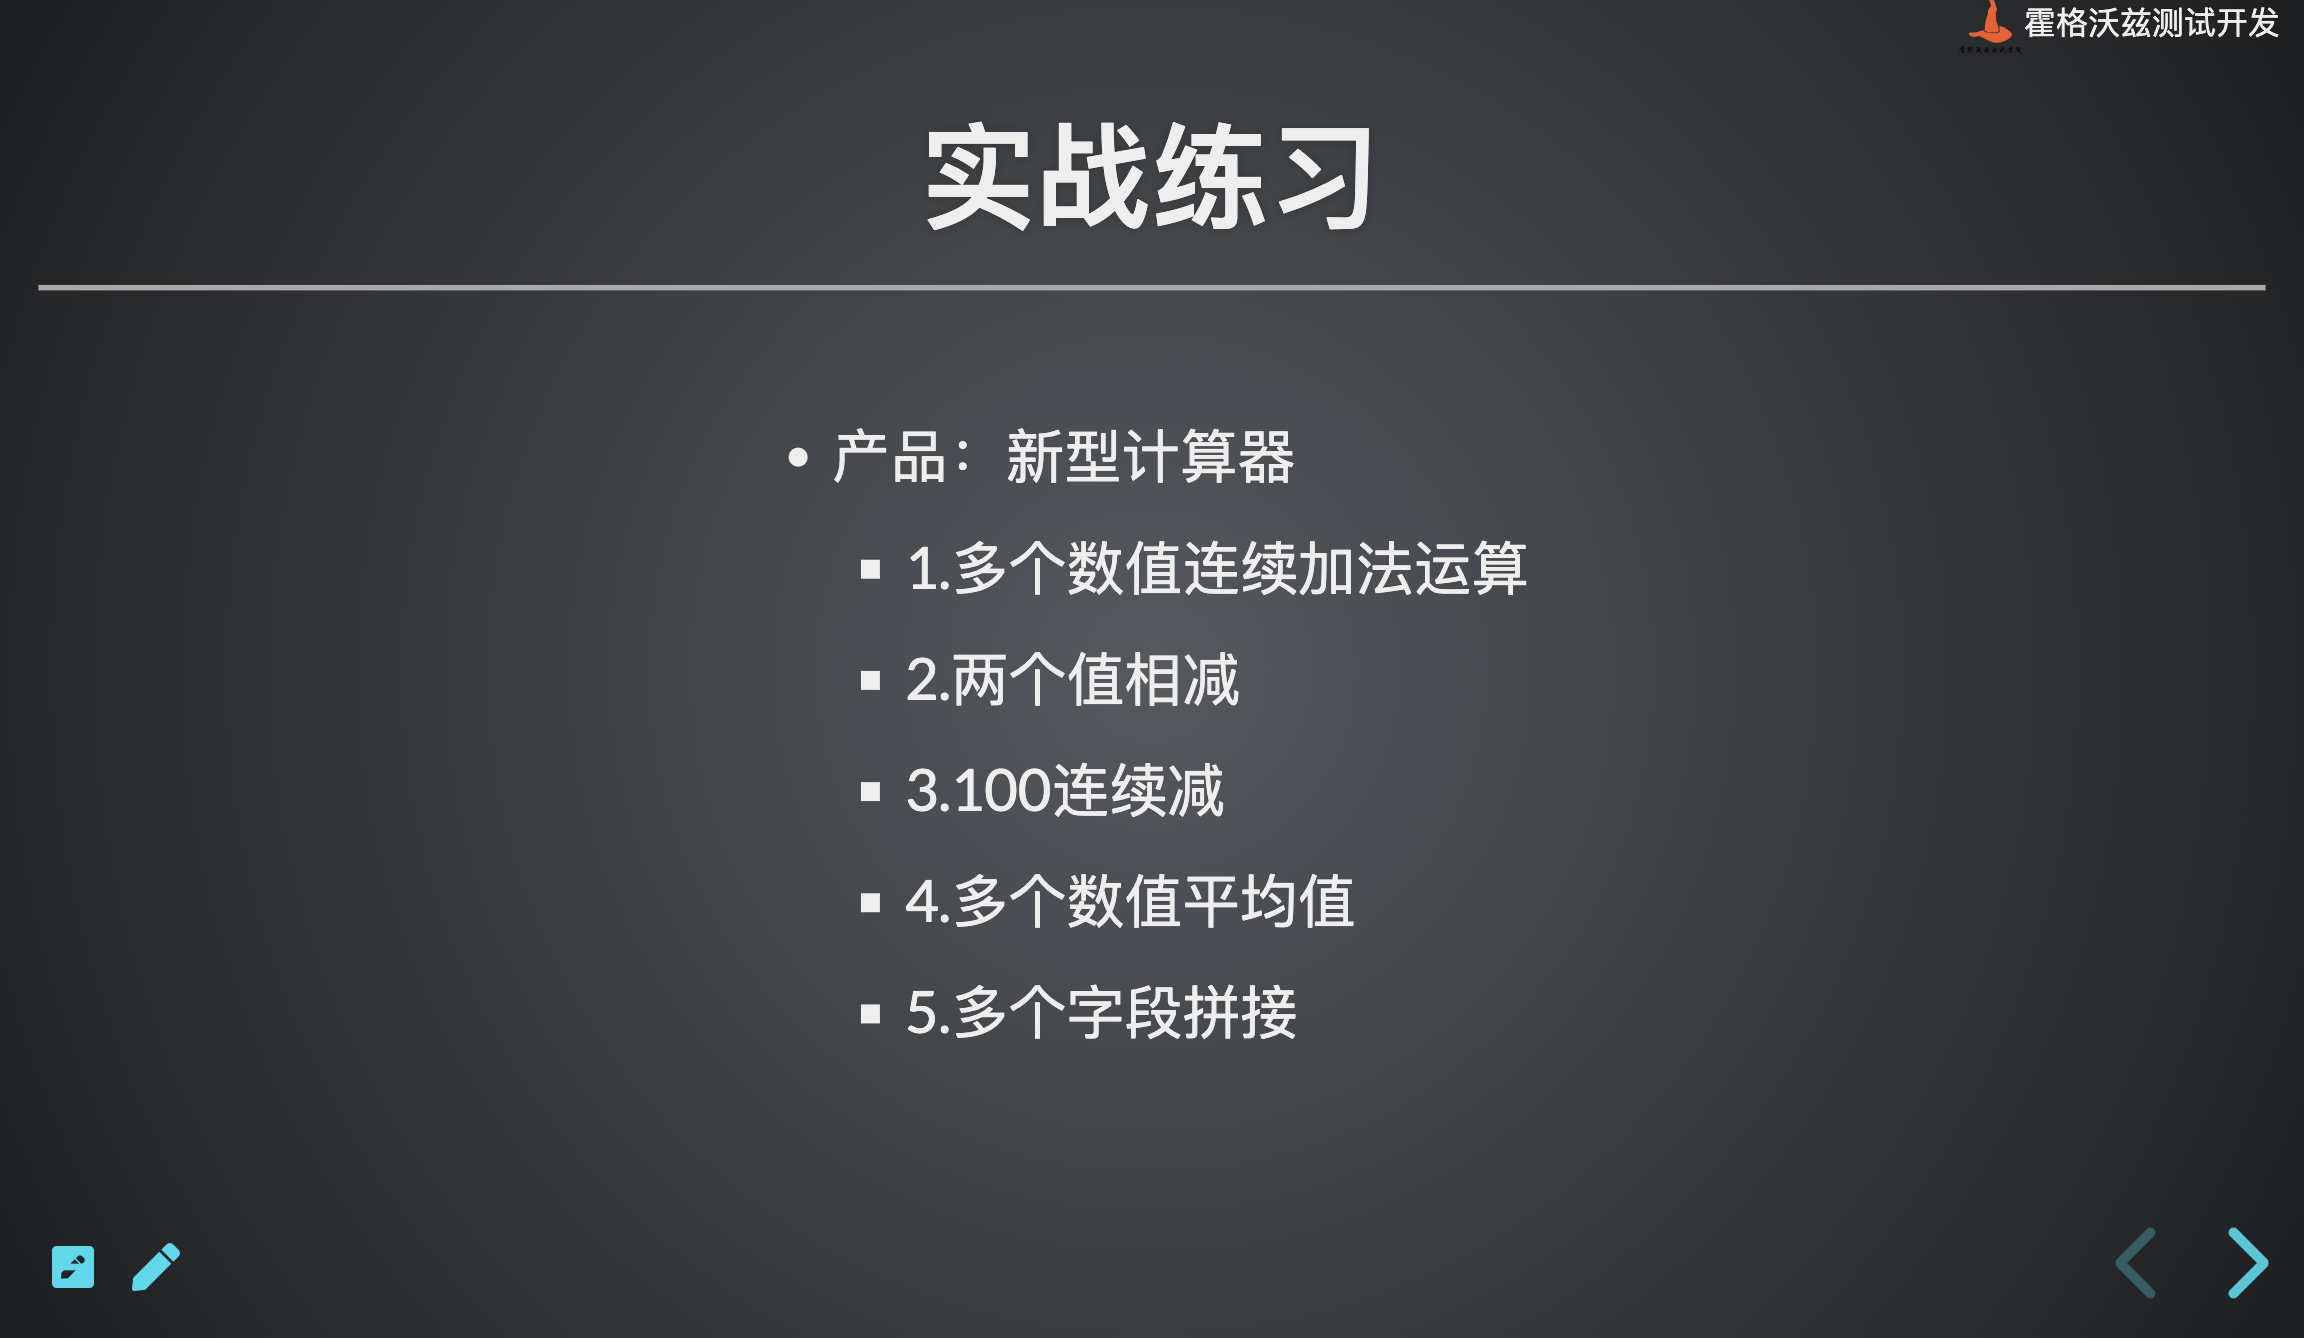 霍格沃兹测试开发
实战练习
产品：新型计算器
1.多个数值连续加法运算
2.两个值相减
3.100连续减
4.多个数值平均值
5.多个字段拼接